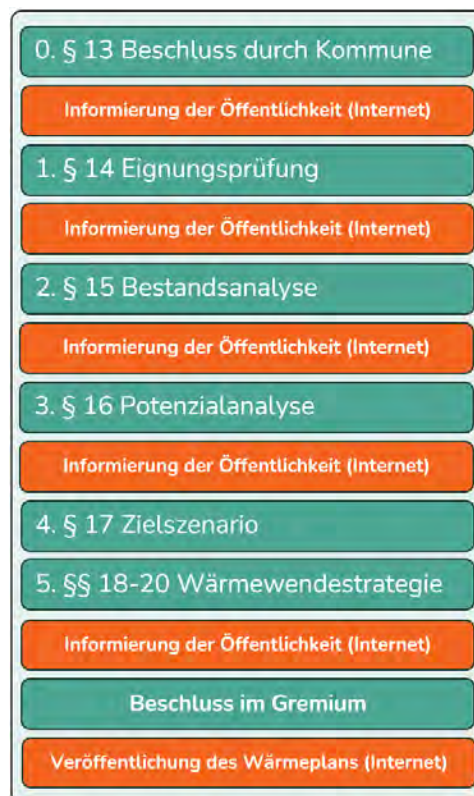 0. § 13 Beschluss durch Kommune
Informierung der Öffentlichkeit (Internet)
1. § 14 Eignungsprüfung
Informierung der Öffentlichkeit (Internet)
2. § 15 Bestandsanalyse
Informierung der Öffentlichkeit (Internet)
3. § 16 Potenzialanalyse
Informierung der Öffentlichkeit (Internet)
4. § 17 Zielszenario
5. §§ 18-20 Wärmewendestrategie
Informierung der Öffentlichkeit (Internet)
Beschluss im Gremium
Veröffentlichung des Wärmeplans (Internet)